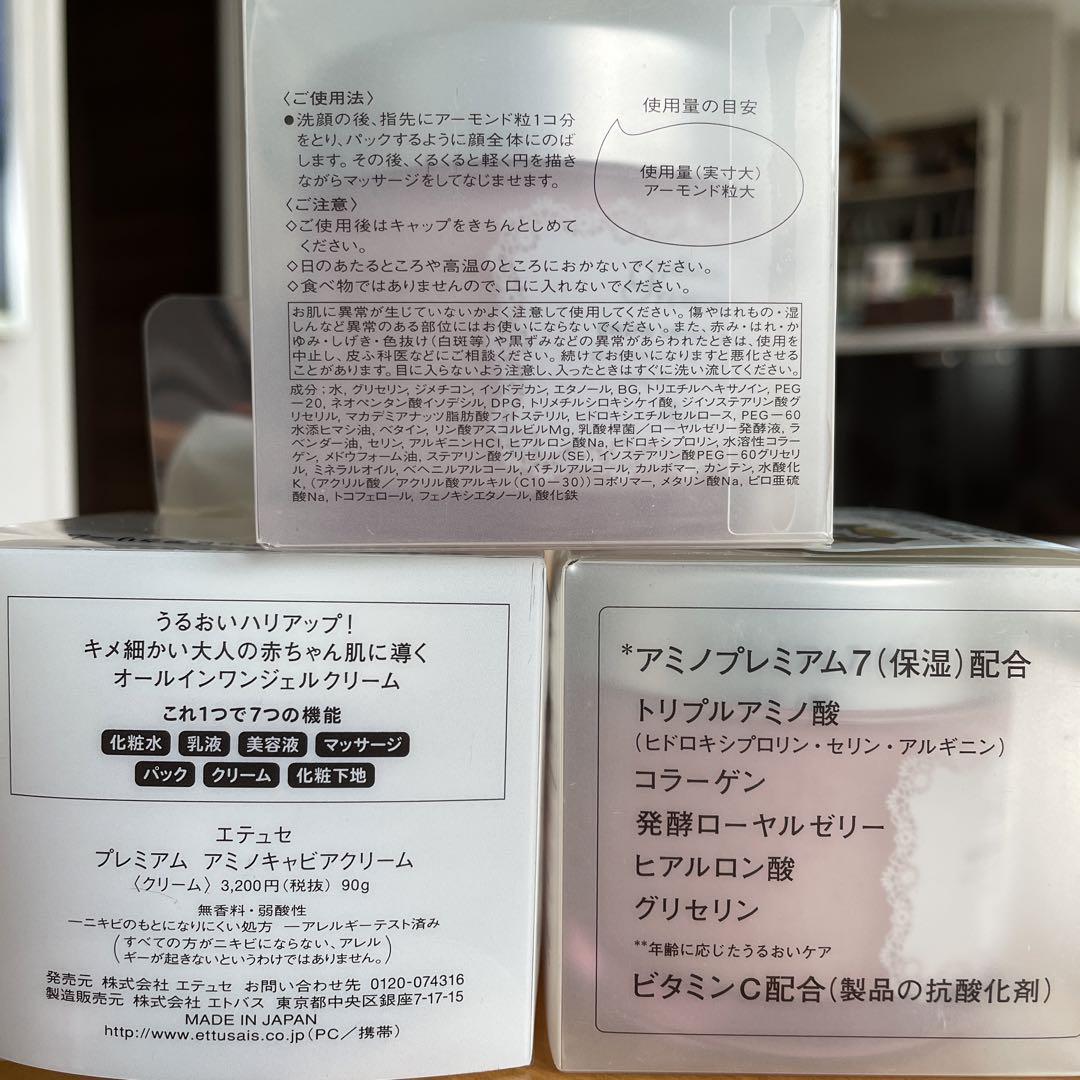 〈ご使用法〉
●洗顔の後、指先にアーモンド粒1コ分
をとり、パックするように顔全体にのば
します。その後、くるくると軽く円を描き
ながらマッサージをしてなじませます。
〈ご注意〉
◇ご使用後はキャップをきちんとしめて
ください。
◇日のあたるところや高温のところにおかないでください。
◇食べ物ではありませんので、口に入れないでください。
使用量の目安
使用量(実寸大)
アーモンド粒大
お肌に異常が生じていないかよく注意して使用してください。傷やはれもの・湿
しんなど異常のある部位にはお使いにならないでください。また、赤み・はれ・か
ゆみ・しげき・色抜け(白斑等)や黒ずみなどの異常があらわれたときは、使用を
中止し、皮ふ科医などにご相談ください。続けてお使いになりますと悪化させる
ことがあります。目に入らないよう注意し、入ったときはすぐに洗い流してください。
成分;水、グリセリン、ジメチコン、イソドデカン、エタノール、BG、トリエチルヘキサノイン、PEG
―20、ネオペンタン酸イソデシル、DPG、トリメチルシロキシケイ酸、ジイソステアリン酸グ
リセリル、マカデミアナッツ脂肪酸フィトステリル、ヒドロキシエチルセルロース、PEG―60
水添ヒマシ油、ベタイン、リン酸アスコルビルMg、乳酸桿菌/ローヤルゼリー発酵液、ラ
ベンダー油、セリン、アルギニンHCl、ヒアルロン酸Na、ヒドロキシプロリン、水溶性コラー
ゲン、メドウフォーム油、ステアリン酸グリセリル(SE)、イソステアリン酸PEG―60グリセリ
ル、ミネラルオイル、ベヘニルアルコール、バチルアルコール、カルボマー、カンテン、水酸化
K、(アクリル酸/アクリル酸アルキル(C10―30))コポリマー、メタリン酸Na、ピロ亜硫
酸Na、トコフェロール、フェノキシエタノール、酸化鉄
うるおいハリアップ!
キメ細かい大人の赤ちゃん肌に導く
オールインワンジェルクリーム
これ1つで7つの機能
化粧水 乳液 美容液 マッサージ
パック クリーム 化粧下地
エテュセ
プレミアム アミノキャビアクリーム
〈クリーム〉3,200円(税抜) 90g
無香料・弱酸性
―ニキビのもとになりにくい処方 ―アレルギーテスト済み
(すべての方がニキビにならない、アレル
ギーが起きないというわけではありません。)
発売元 株式会社 エテュセ お問い合わせ先 0120-074316
製造販売元 株式会社 エトバス 東京都中央区銀座7-17-15
MADE IN JAPAN
http://www.ettusais.co.jp(PC/携帯)
*アミノプレミアム7(保湿)配合
トリプルアミノ酸
(ヒドロキシプロリン・セリン・アルギニン)
コラーゲン
発酵ローヤルゼリー
ヒアルロン酸
グリセリン
**年齢に応じたうるおいケア
ビタミンC配合(製品の抗酸化剤)